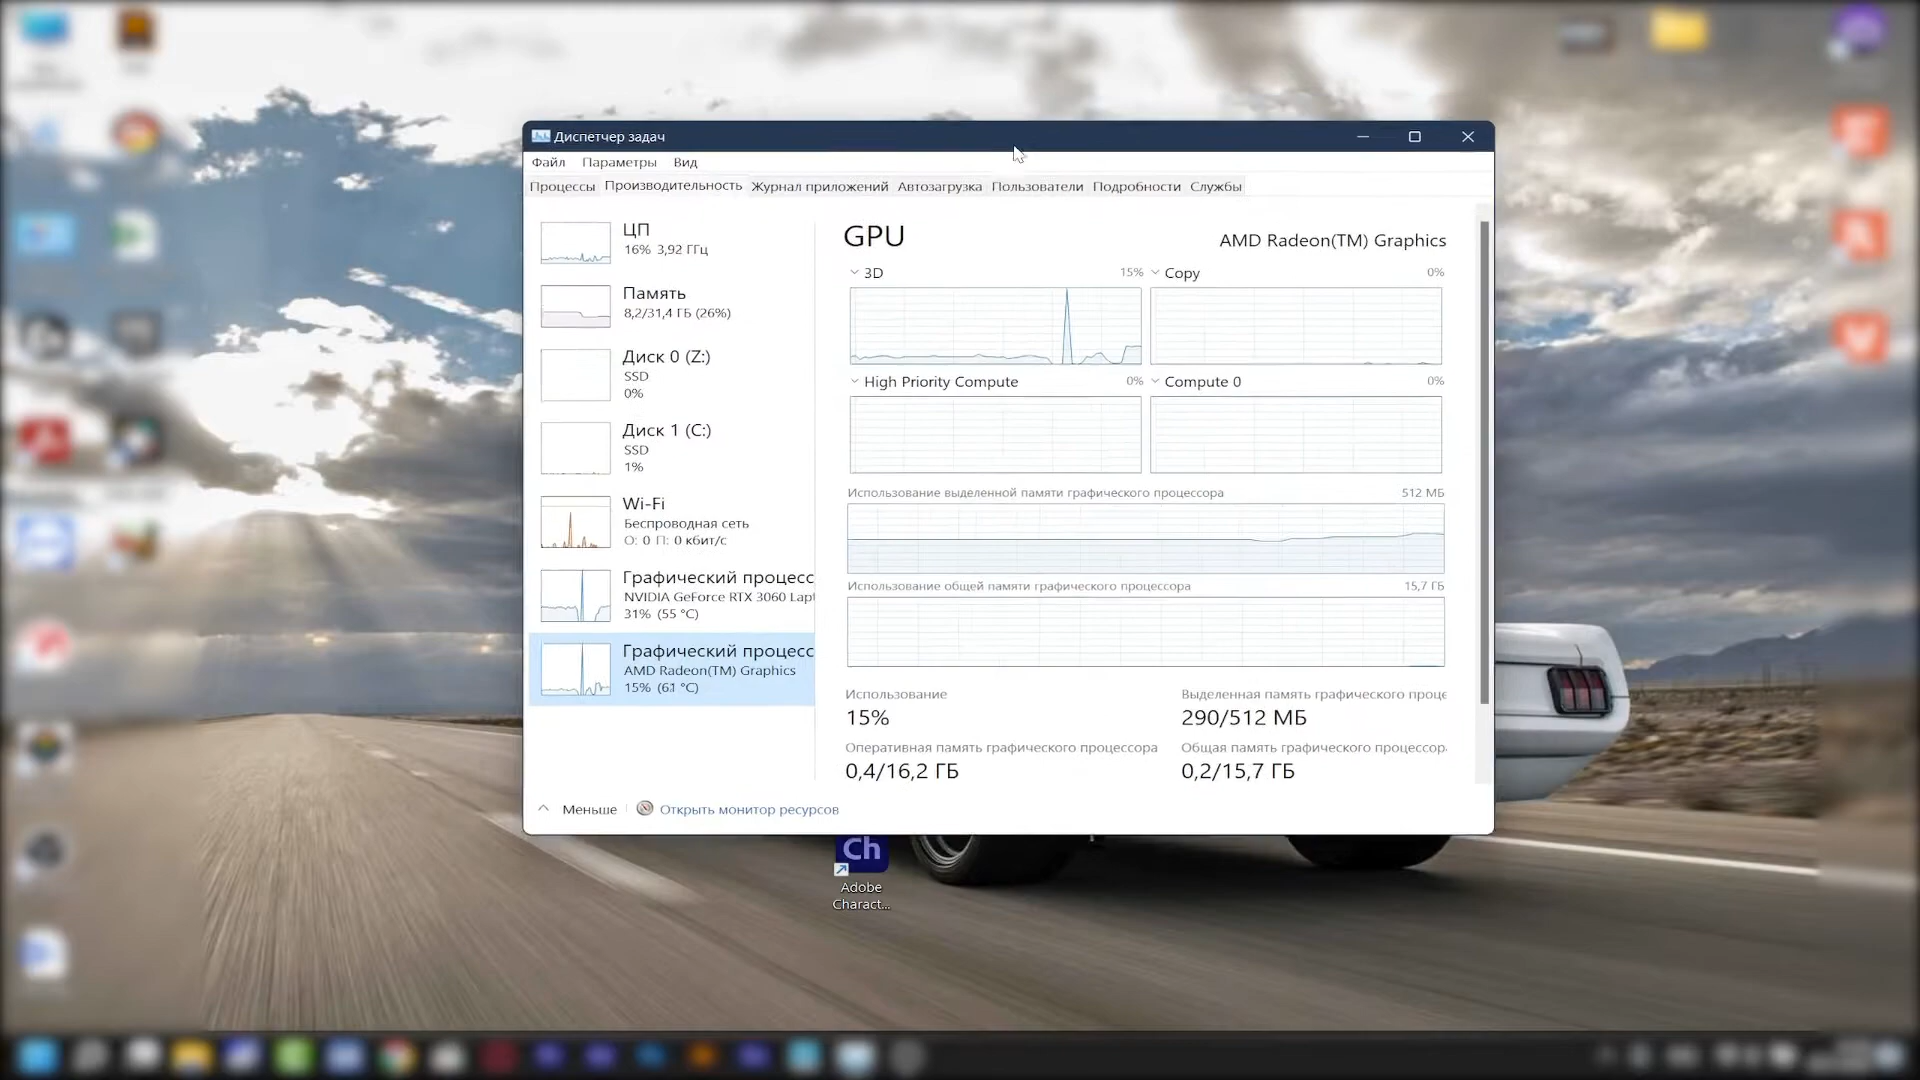 Диспетчер задач
Файл Параметры Вид
Процессы Производительность Журнал приложений Автозагрузка Пользователи Подробности Службы
ЦП
16% 3,92 ГГц
Память
8,2/31,4 ГБ (26%)
Диск 0 (Z:)
SSD
0%
Диск 1 (C:)
SSD
1%
Wi-Fi
Беспроводная сеть
О: 0 П: 0 кбит/с
Графический процесс
NVIDIA GeForce RTX 3060 Lapt
31% (55 °C)
Графический процесс
AMD Radeon(TM) Graphics
15% (61 °C)
GPU AMD Radeon(TM) Graphics
3D 15% Copy 0%
High Priority Compute 0% Compute 0 0%
Использование выделенной памяти графического процессора 512 МБ
Использование общей памяти графического процессора 15,7 ГБ
Использование Выделенная память графического проце
15% 290/512 МБ
Оперативная память графического процессора Общая память графического процессор
0,4/16,2 ГБ 0,2/15,7 ГБ
Меньше Открыть монитор ресурсов
Ch
Adobe
Charact...